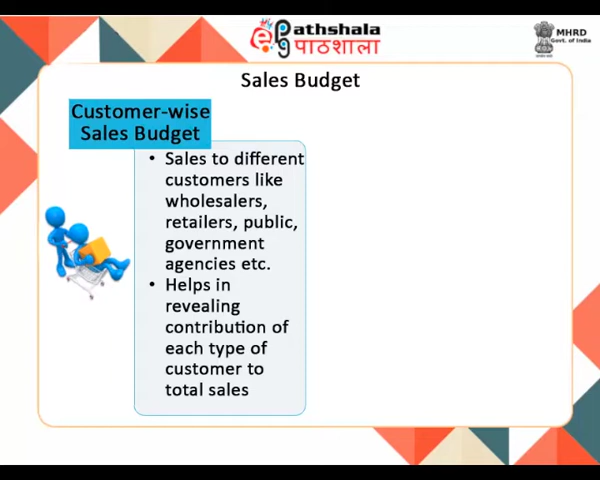 ePathshala
पाठशाला
MHRD
Govt. of India
Sales Budget
Customer-wise
Sales Budget
• Sales to different
customers like
wholesalers,
retailers, public,
government
agencies etc.
• Helps in
revealing
contribution of
each type of
customer to
total sales